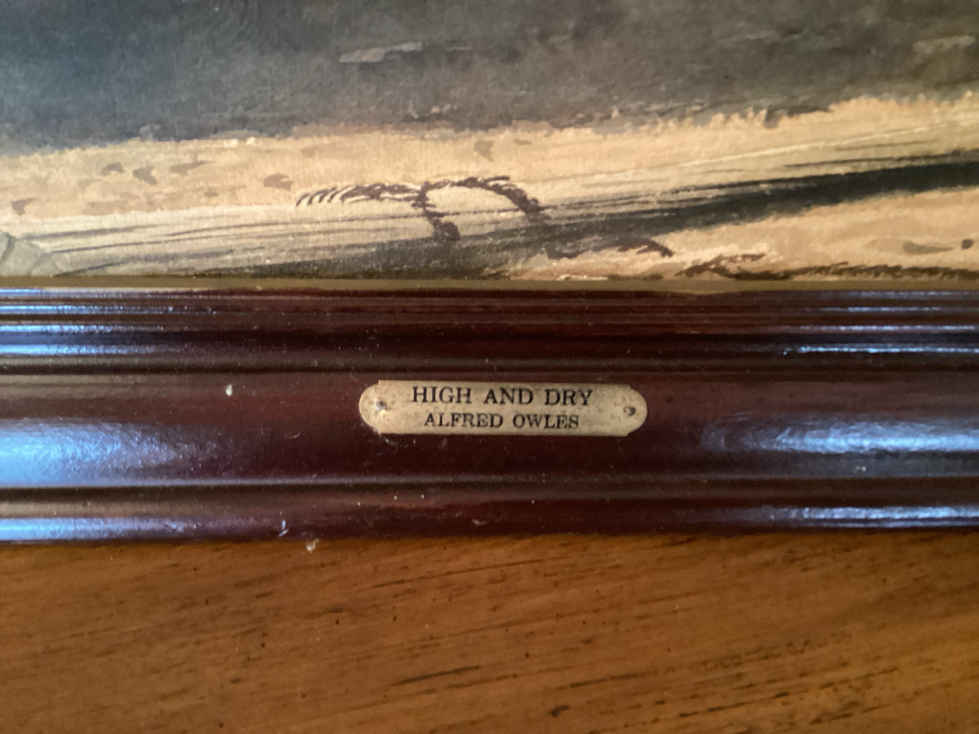 HIGH AND DRY
ALFRED OWLES